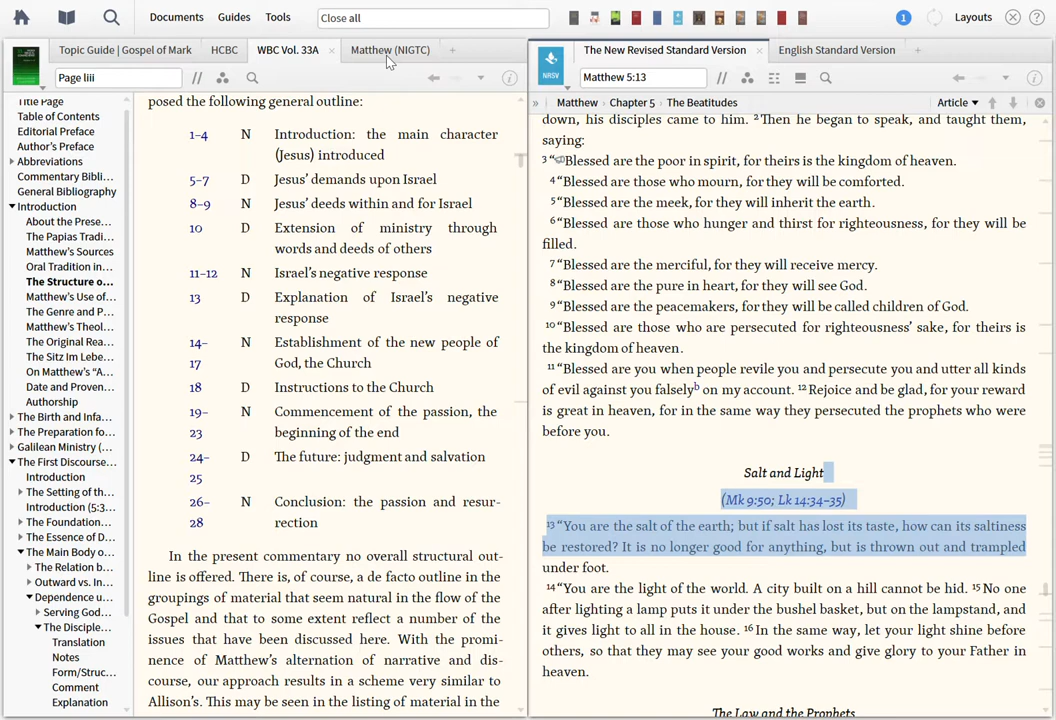 Documents Guides Tools Close all 1 Layouts
Topic Guide | Gospel of Mark HCBC WBC Vol. 33A Matthew (NIGTC)
Page liii
Title Page
Table of Contents
Editorial Preface
Author's Preface
Abbreviations
Commentary Bibli…
General Bibliography
Introduction
About the Prese…
The Papias Tradi…
Matthew's Sources
Oral Tradition in…
The Structure o…
Matthew's Use of
The Genre and P
Matthew's Theol…
The Original Rea…
The Sitz Im Lebe…
On Matthew's “A…
Date and Proven…
Authorship
The Birth and Infa…
The Preparation fo…
Galilean Ministry (…
The First Discourse…
Introduction
The Setting of th…
Introduction (5:3…
The Foundation…
The Essence of D…
The Main Body o…
The Relation b…
Outward vs. In…
Dependence u…
Serving God…
The Disciple…
Translation
Notes
Form/Struc…
Comment
Explanation
posed the following general outline:
1–4 N Introduction: the main character
(Jesus) introduced
5–7 D Jesus' demands upon Israel
8–9 N Jesus' deeds within and for Israel
10 D Extension of ministry through
words and deeds of others
11–12 N Israel's negative response
13 D Explanation of Israel's negative
response
14– N Establishment of the new people of
17 God, the Church
18 D Instructions to the Church
19– N Commencement of the passion, the
23 beginning of the end
24– D The future: judgment and salvation
25
26– N Conclusion: the passion and resur-
28 rection
In the present commentary no overall structural out-
line is offered. There is, of course, a de facto outline in the
groupings of material that seem natural in the flow of the
Gospel and that to some extent reflect a number of the
issues that have been discussed here. With the promi-
nence of Matthew's alternation of narrative and dis-
course, our approach results in a scheme very similar to
Allison's. This may be seen in the listing of material in the
NRSV
The New Revised Standard Version English Standard Version
Matthew 5:13
» Matthew › Chapter 5 › The Beatitudes Article
down, his disciples came to him. 2 Then he began to speak, and taught them,
saying:
3 “Blessed are the poor in spirit, for theirs is the kingdom of heaven.
4 “Blessed are those who mourn, for they will be comforted.
5 “Blessed are the meek, for they will inherit the earth.
6 “Blessed are those who hunger and thirst for righteousness, for they will be
filled.
7 “Blessed are the merciful, for they will receive mercy.
8 “Blessed are the pure in heart, for they will see God.
9 “Blessed are the peacemakers, for they will be called children of God.
10 “Blessed are those who are persecuted for righteousness' sake, for theirs is
the kingdom of heaven.
11 “Blessed are you when people revile you and persecute you and utter all kinds
of evil against you falsely b on my account. 12 Rejoice and be glad, for your reward
is great in heaven, for in the same way they persecuted the prophets who were
before you.
Salt and Light
(Mk 9:50; Lk 14:34–35)
13 “You are the salt of the earth; but if salt has lost its taste, how can its saltiness
be restored? It is no longer good for anything, but is thrown out and trampled
under foot.
14 “You are the light of the world. A city built on a hill cannot be hid. 15 No one
after lighting a lamp puts it under the bushel basket, but on the lampstand, and
it gives light to all in the house. 16 In the same way, let your light shine before
others, so that they may see your good works and give glory to your Father in
heaven.
The Law and the Prophets